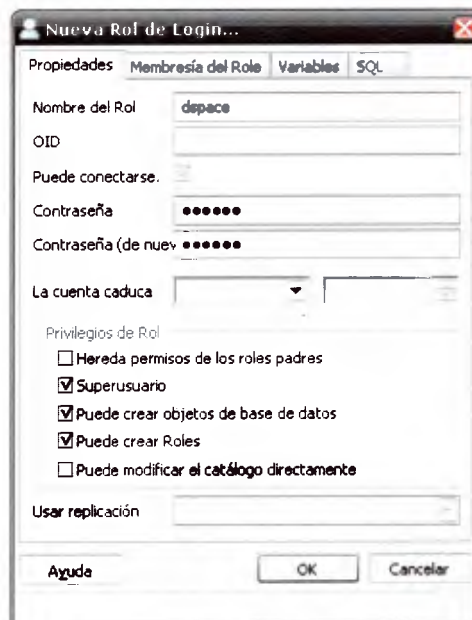 Nueva Rol de Login...
Propiedades Membresía del Role Variables SQL
Nombre del Rol dspace
OID
Puede conectarse.
Contraseña ●●●●●●
Contraseña (de nuev ●●●●●●
La cuenta caduca
Privilegios de Rol
Hereda permisos de los roles padres
Superusuario
Puede crear objetos de base de datos
Puede crear Roles
Puede modificar el catálogo directamente
Usar replicación
Ayuda OK Cancelar